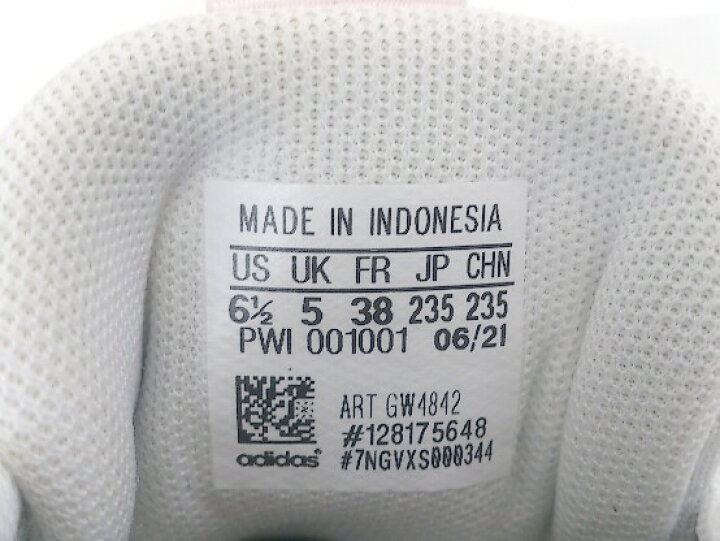 MADE IN INDONESIA
US UK FR JP CHN
6½ 5 38 235 235
PWI 001001 06/21
ART GW4842
#128175648
adidas #7NGVXS000344